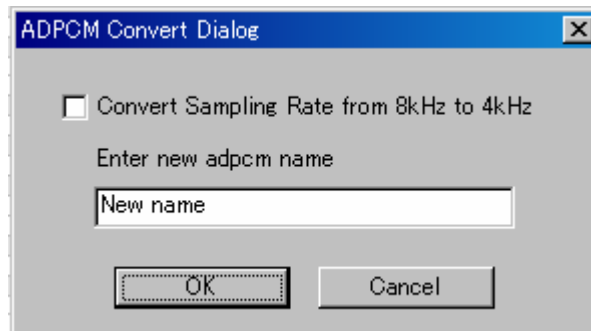 ADPCM Convert Dialog
Convert Sampling Rate from 8kHz to 4kHz
Enter new adpcm name
New name
OK
Cancel